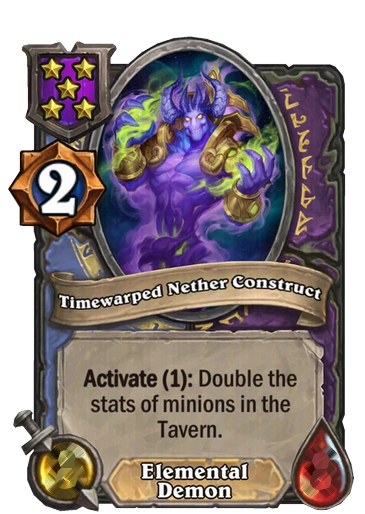 2
Timewarped Nether Construct
Activate (1): Double the
stats of minions in the
Tavern.
Elemental
Demon